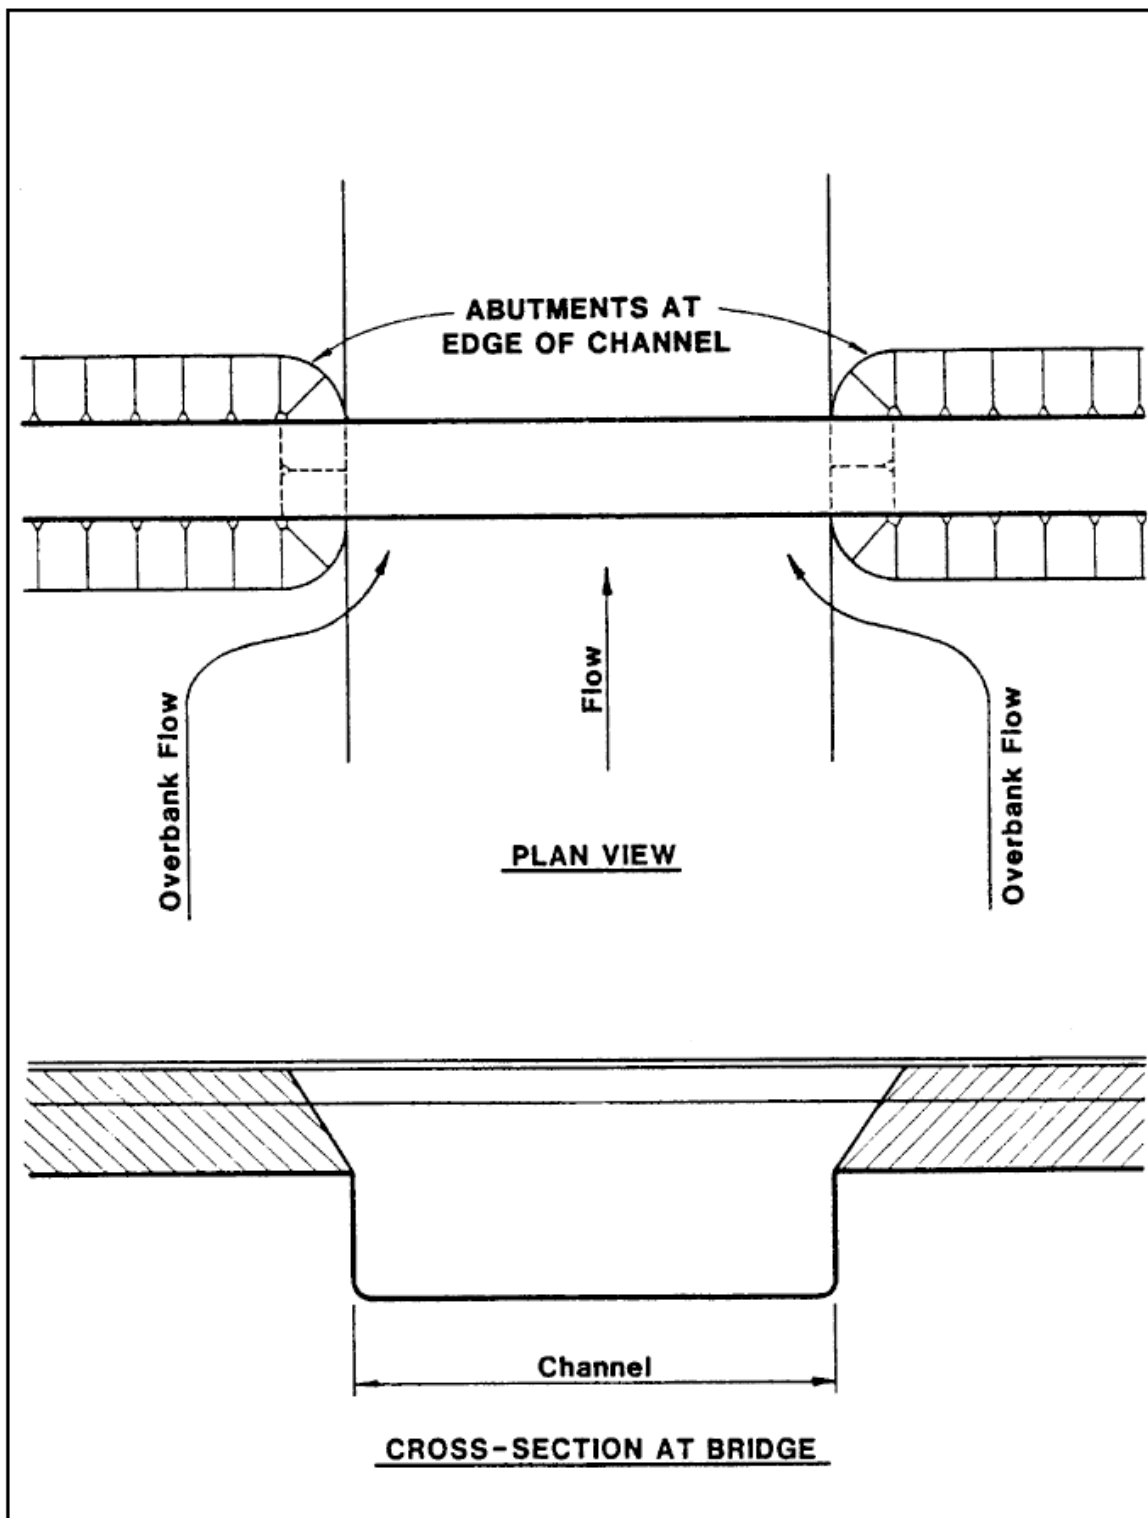 ABUTMENTS AT
EDGE OF CHANNEL
Flow
Overbank Flow
Overbank Flow
PLAN VIEW
Channel
CROSS-SECTION AT BRIDGE